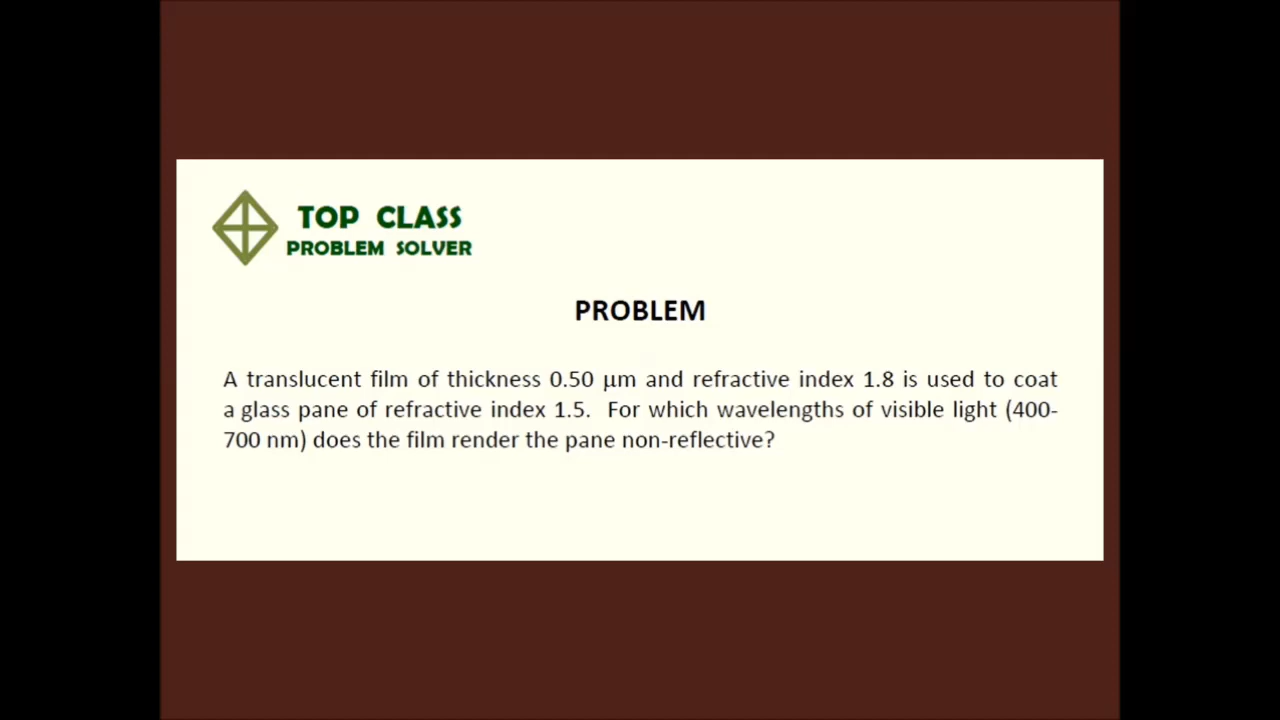 TOP CLASS
PROBLEM SOLVER
PROBLEM
A translucent film of thickness 0.50 μm and refractive index 1.8 is used to coat
a glass pane of refractive index 1.5. For which wavelengths of visible light (400-
700 nm) does the film render the pane non-reflective?